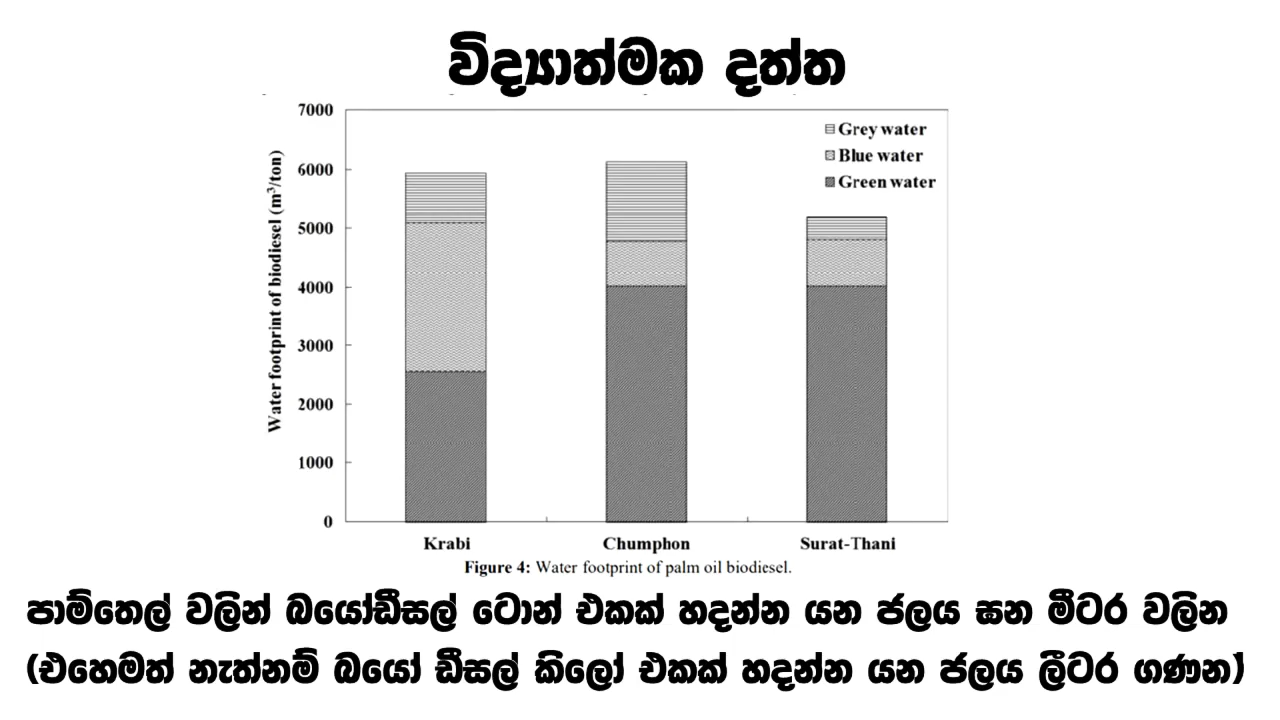 විද්‍යාත්මක දත්ත
Water footprint of biodiesel (m³/ton)
7000
6000
5000
4000
3000
2000
1000
0
Grey water
Blue water
Green water
Krabi Chumphon Surat-Thani
Figure 4: Water footprint of palm oil biodiesel.
පාම්තෙල් වලින් බයෝඩීසල් ටොන් එකක් හදන්න යන ජලය ඝන මීටර වලින
(එහෙමත් නැත්නම් බයෝ ඩීසල් කිලෝ එකක් හදන්න යන ජලය ලීටර ගණන)